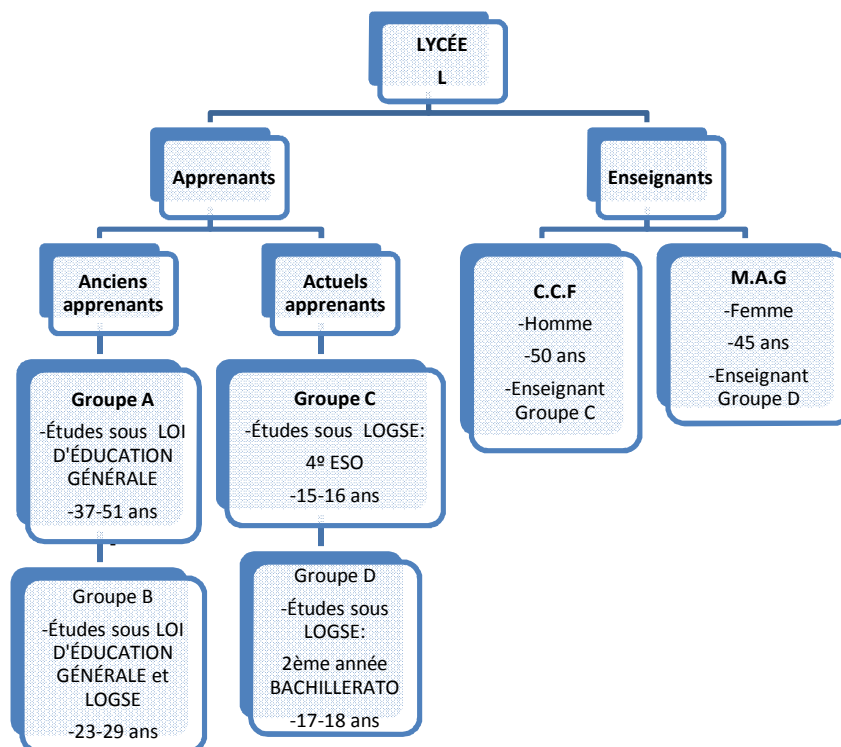 LYCÉE
L
Apprenants
Enseignants
Anciens
apprenants
Actuels
apprenants
C.C.F
-Homme
-50 ans
-Enseignant
Groupe C
M.A.G
-Femme
-45 ans
-Enseignant
Groupe D
Groupe A
-Études sous LOI
D'ÉDUCATION
GÉNÉRALE
-37-51 ans
Groupe C
-Études sous LOGSE:
4º ESO
-15-16 ans
Groupe B
-Études sous LOI
D'ÉDUCATION
GÉNÉRALE et
LOGSE
-23-29 ans
Groupe D
-Études sous
LOGSE:
2ème année
BACHILLERATO
-17-18 ans